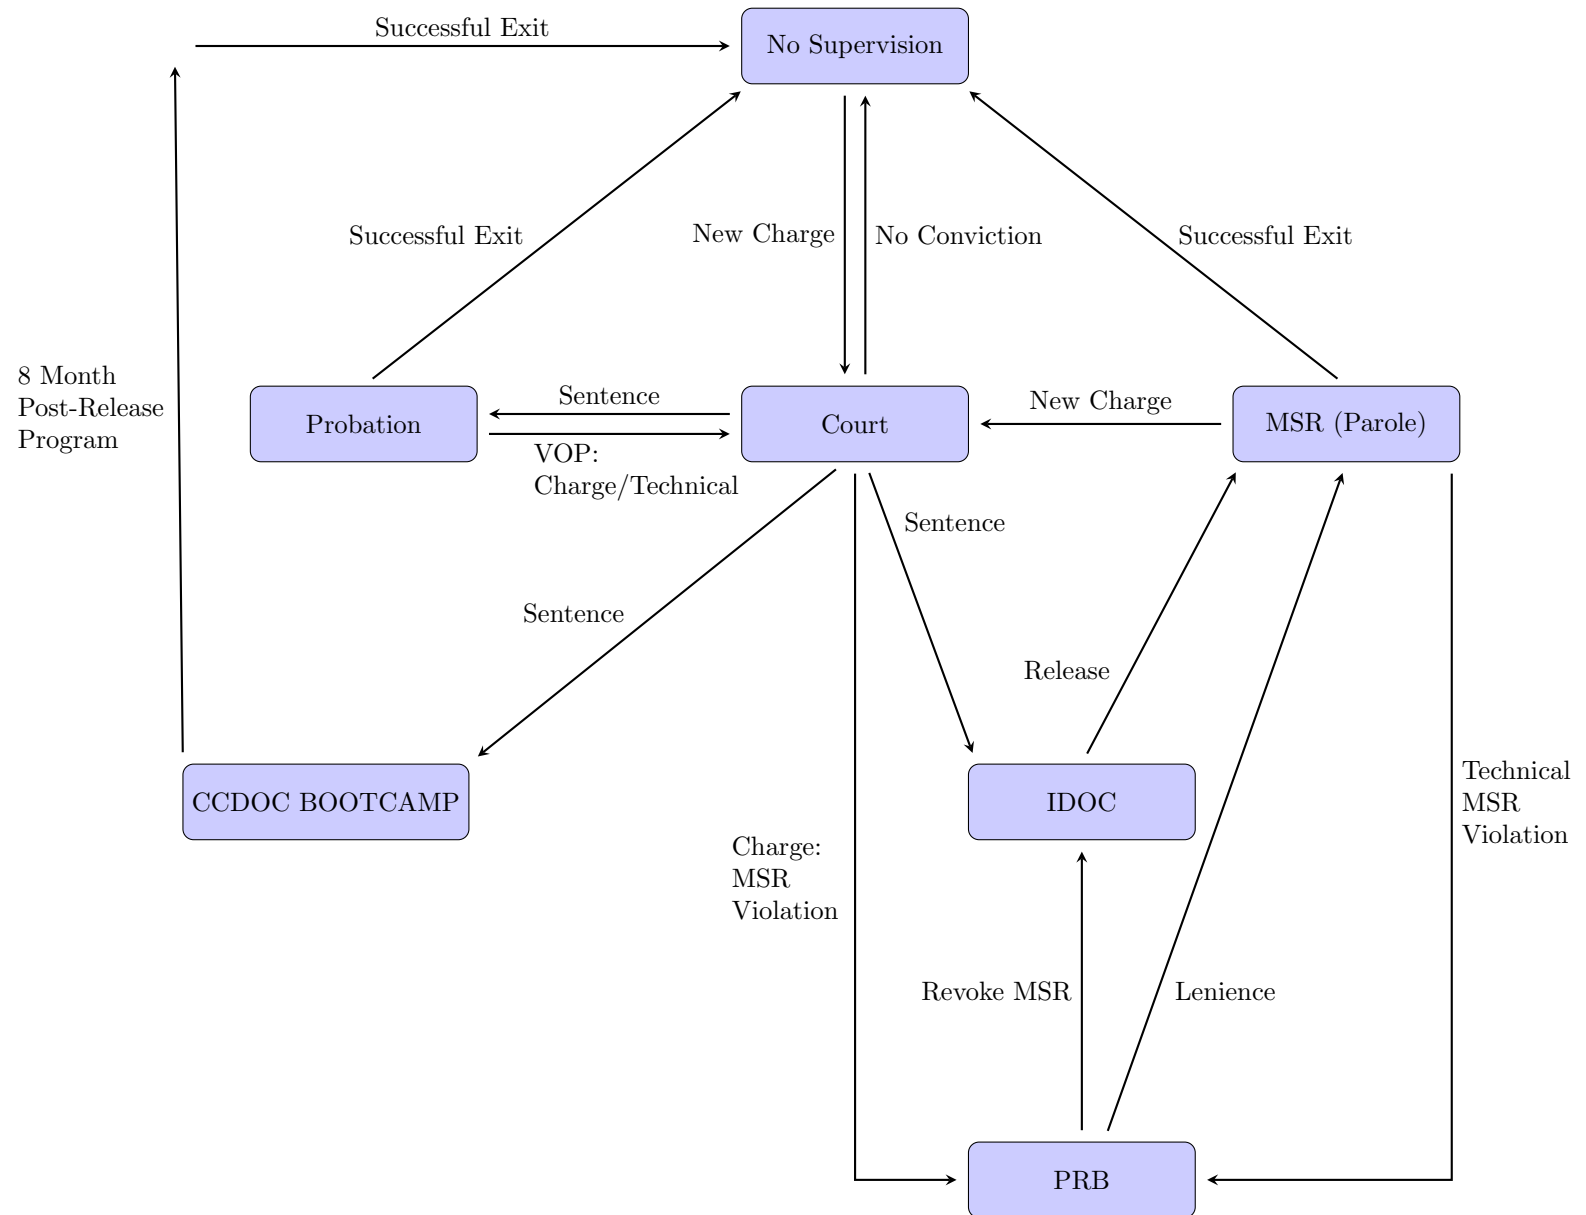 Successful Exit
No Supervision
Successful Exit
New Charge
No Conviction
Successful Exit
8 Month
Post-Release
Program
Probation
Sentence
VOP:
Charge/Technical
Court
New Charge
MSR (Parole)
Sentence
Sentence
Release
CCDOC BOOTCAMP
IDOC
Technical
MSR
Violation
Charge:
MSR
Violation
Revoke MSR
Lenience
PRB